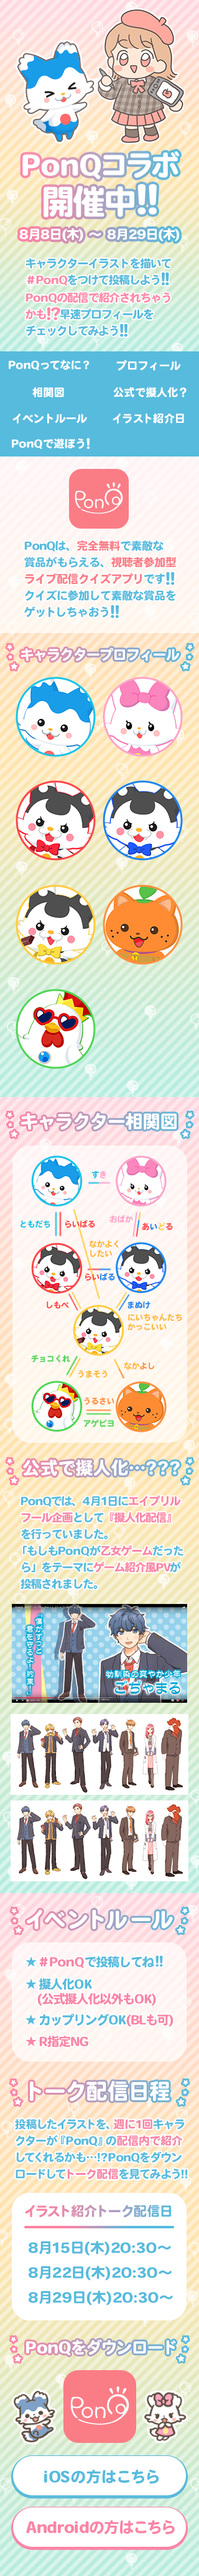 PonQコラボ
開催中!!
8月8日(木) ～ 8月29日(木)
キャラクターイラストを描いて
#PonQをつけて投稿しよう!!
PonQの配信で紹介されちゃう
かも!?早速プロフィールを
チェックしてみよう!!
PonQってなに？
プロフィール
相関図
公式で擬人化？
イベントルール
イラスト紹介日
PonQで遊ぼう!
PonQ
PonQは、完全無料で素敵な
賞品がもらえる、視聴者参加型
ライブ配信クイズアプリです!!
クイズに参加して素敵な賞品を
ゲットしちゃおう!!
キャラクタープロフィール
キャラクター相関図
すき
ともだち
らいばる
おばか
あいどる
なかよく
したい
らいばる
しもべ
まぬけ
にいちゃんたち
かっこいい
チョコくれ
うまそう
なかよし
うるさい
アゲピヨ
公式で擬人化…???
PonQでは、4月1日にエイプリル
フール企画として『擬人化配信』
を行っていました。
「もしもPonQが乙女ゲームだった
ら」をテーマにゲーム紹介風PVが
投稿されました。
幼馴染の爽やか少年
こぢゃまる
イベントルール
★ #PonQで投稿してね!!
★ 擬人化OK
(公式擬人化以外もOK)
★ カップリングOK(BLも可)
★ R指定NG
トーク配信日程
投稿したイラストを、週に1回キャラ
クターが『PonQ』の配信内で紹介
してくれるかも…!?PonQをダウン
ロードしてトーク配信を見てみよう!!
イラスト紹介トーク配信日
8月15日(木)20:30～
8月22日(木)20:30～
8月29日(木)20:30～
PonQをダウンロード
PonQ
iOSの方はこちら
Androidの方はこちら